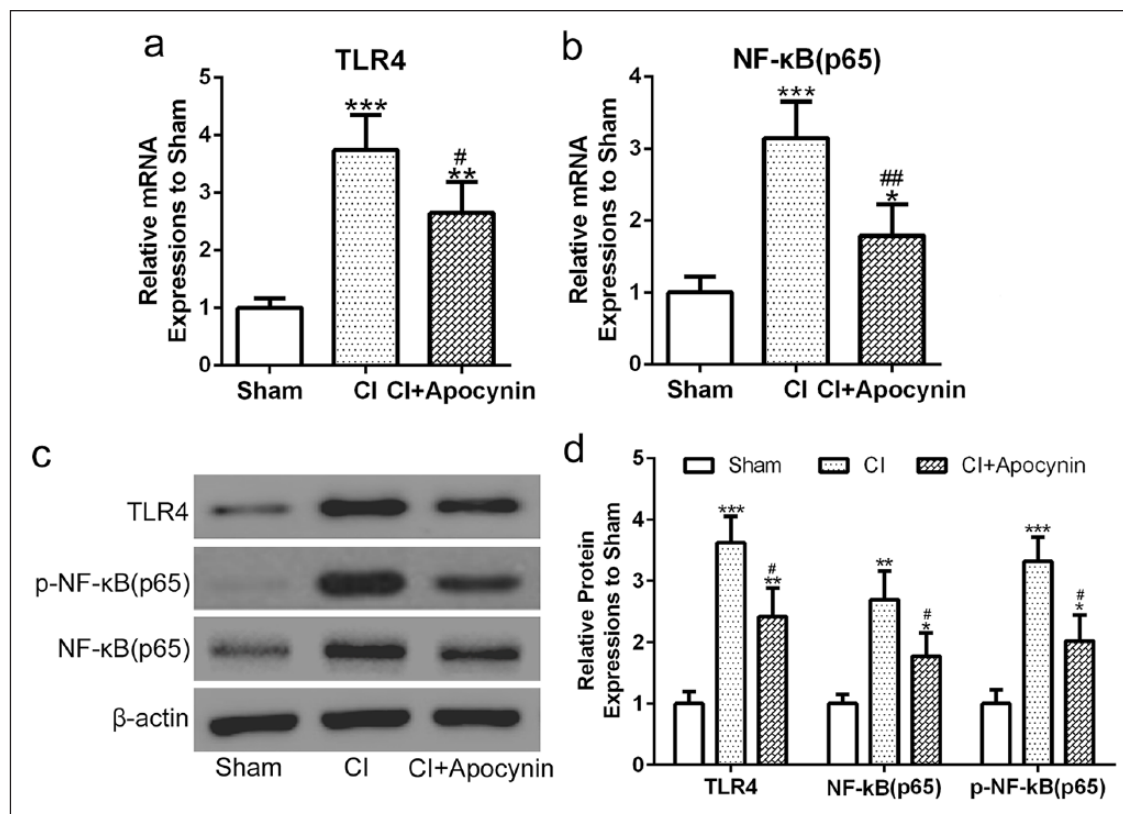 a
TLR4
Relative mRNA
Expressions to Sham
5
4
3
2
1
0
***
#
**
Sham
CI
CI+Apocynin
b
NF-κB(p65)
Relative mRNA
Expressions to Sham
4
3
2
1
0
***
##
*
Sham
CI
CI+Apocynin
c
TLR4
p-NF-κB(p65)
NF-κB(p65)
β-actin
Sham
CI
CI+Apocynin
d
Sham
CI
CI+Apocynin
Relative Protein
Expressions to Sham
5
4
3
2
1
0
***
#
**
**
#
*
***
#
*
TLR4
NF-kB(p65)
p-NF-kB(p65)